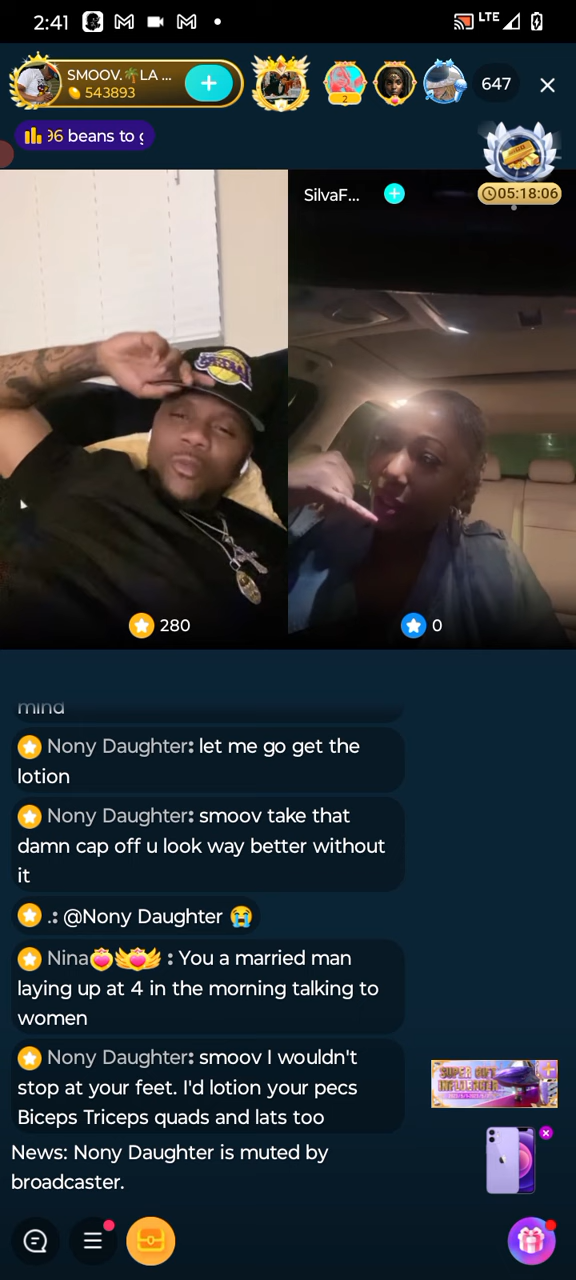 2:41
LTE
SMOOV.🌴LA ...
543893
2
647
96 beans to g
SilvaF...
05:18:06
280
0
mind
Nony Daughter: let me go get the
lotion
Nony Daughter: smoov take that
damn cap off u look way better without
it
.: @Nony Daughter 😭
Nina : You a married man
laying up at 4 in the morning talking to
women
Nony Daughter: smoov I wouldn't
stop at your feet. I'd lotion your pecs
Biceps Triceps quads and lats too
SUPER GIFT
News: Nony Daughter is muted by
broadcaster.